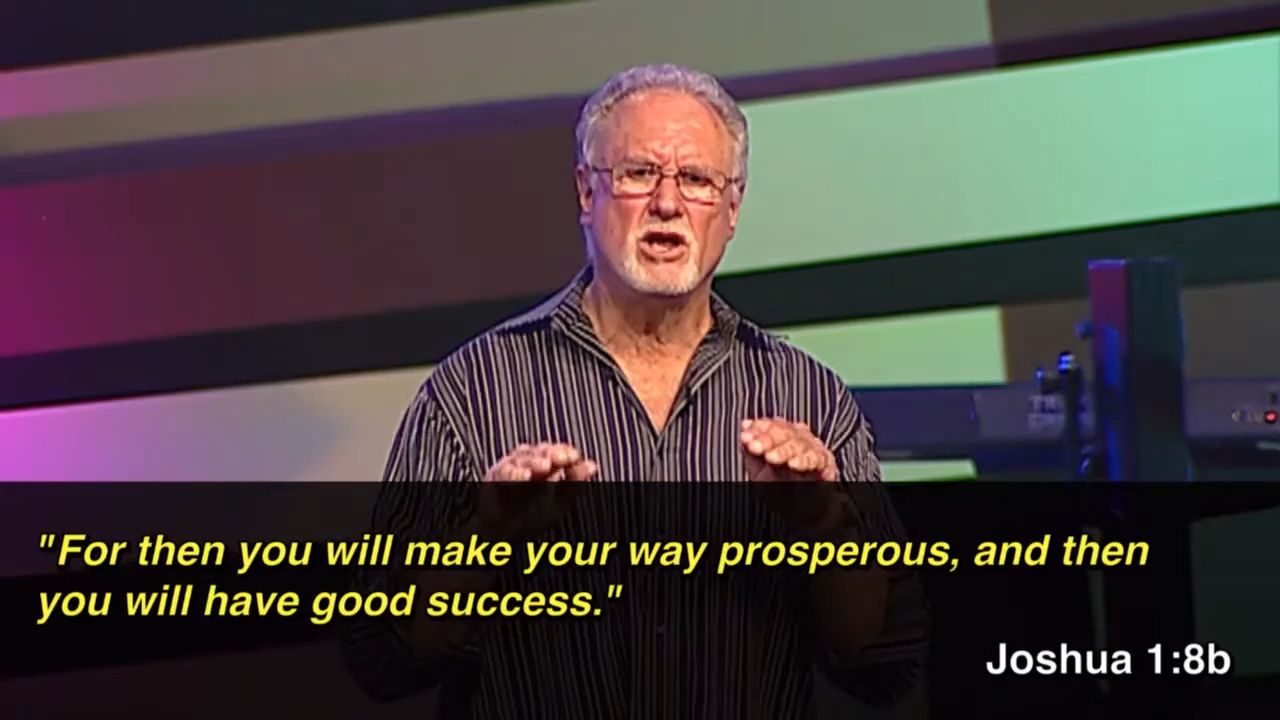 "For then you will make your way prosperous, and then
you will have good success."
Joshua 1:8b